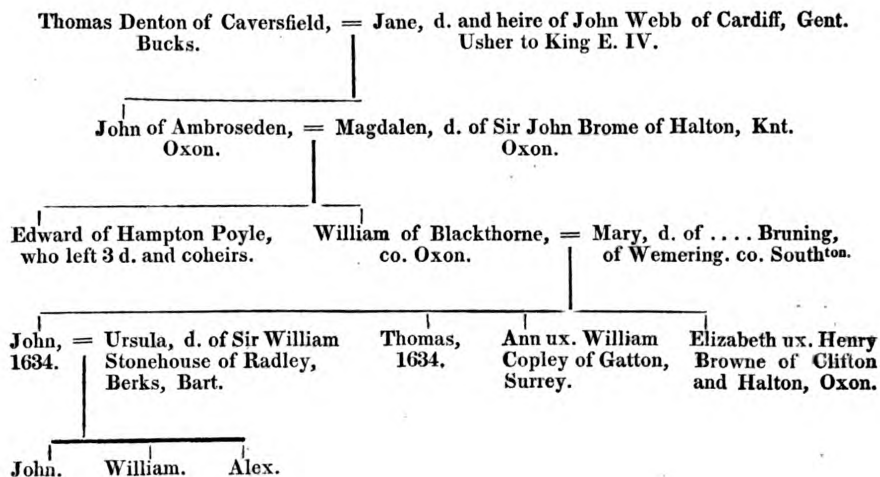 Thomas Denton of Caversfield, = Jane, d. and heire of John Webb of Cardiff, Gent.
Bucks. Usher to King E. IV.
John of Ambroseden, = Magdalen, d. of Sir John Brome of Halton, Knt.
Oxon. Oxon.
Edward of Hampton Poyle, William of Blackthorne, = Mary, d. of .... Bruning,
who left 3 d. and coheirs. co. Oxon. of Wemering. co. Southton.
John, = Ursula, d. of Sir William Thomas, Ann ux. William Elizabeth ux. Henry
1634. Stonehouse of Radley, 1634. Copley of Gatton, Browne of Clifton
Berks, Bart. Surrey. and Halton, Oxon.
John. William. Alex.